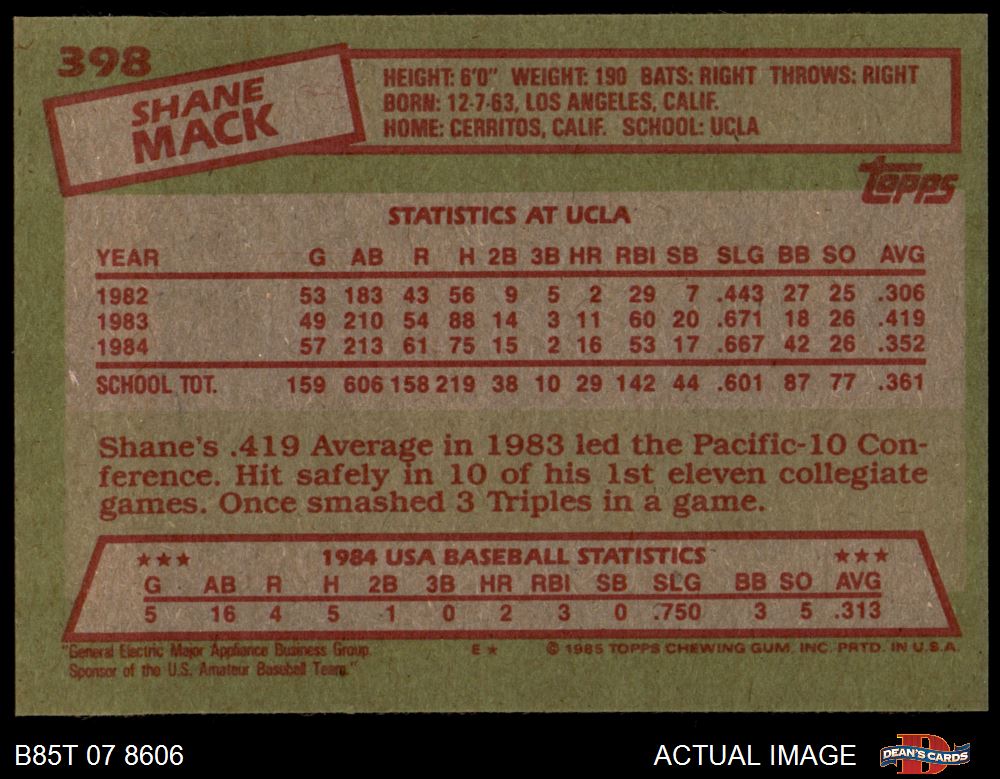 398
SHANE
MACK
HEIGHT: 6'0" WEIGHT: 190 BATS: RIGHT THROWS: RIGHT
BORN: 12-7-63, LOS ANGELES, CALIF.
HOME: CERRITOS, CALIF. SCHOOL: UCLA
topps
STATISTICS AT UCLA
YEAR G AB R H 2B 3B HR RBI SB SLG BB SO AVG
1982 53 183 43 56 9 5 2 29 7 .443 27 25 .306
1983 49 210 54 88 14 3 11 60 20 .671 18 26 .419
1984 57 213 61 75 15 2 16 53 17 .667 42 26 .352
SCHOOL TOT. 159 606 158 219 38 10 29 142 44 .601 87 77 .361
Shane's .419 Average in 1983 led the Pacific-10 Con-
ference. Hit safely in 10 of his 1st eleven collegiate
games. Once smashed 3 Triples in a game.
★★★ 1984 USA BASEBALL STATISTICS ★★★
G AB R H 2B 3B HR RBI SB SLG BB SO AVG
5 16 4 5 1 0 2 3 0 .750 3 5 .313
"General Electric Major Appliance Business Group
Sponsor of the U.S. Amateur Baseball Team."
E ★ © 1985 TOPPS CHEWING GUM, INC. PRTD. IN U.S.A.
B85T 07 8606
ACTUAL IMAGE
D
DEAN'S CARDS